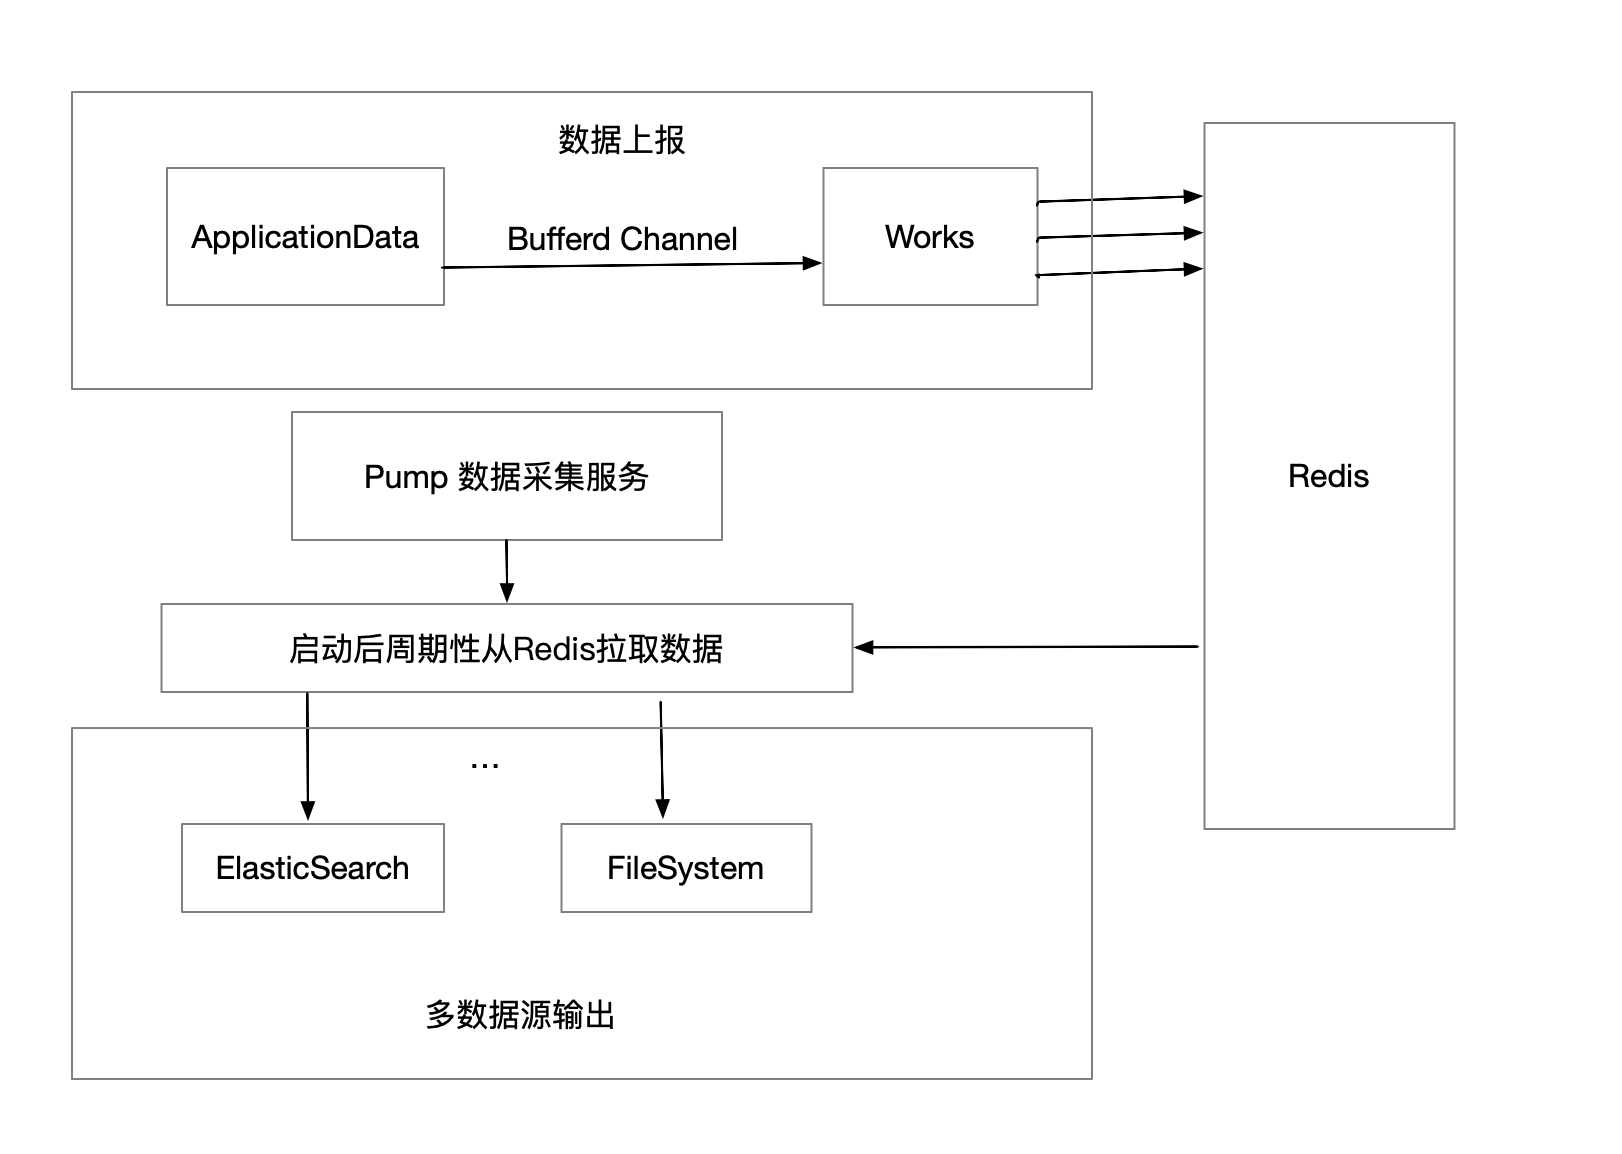 数据上报
ApplicationData
Bufferd Channel
Works
Redis
Pump 数据采集服务
启动后周期性从Redis拉取数据
...
ElasticSearch
FileSystem
多数据源输出